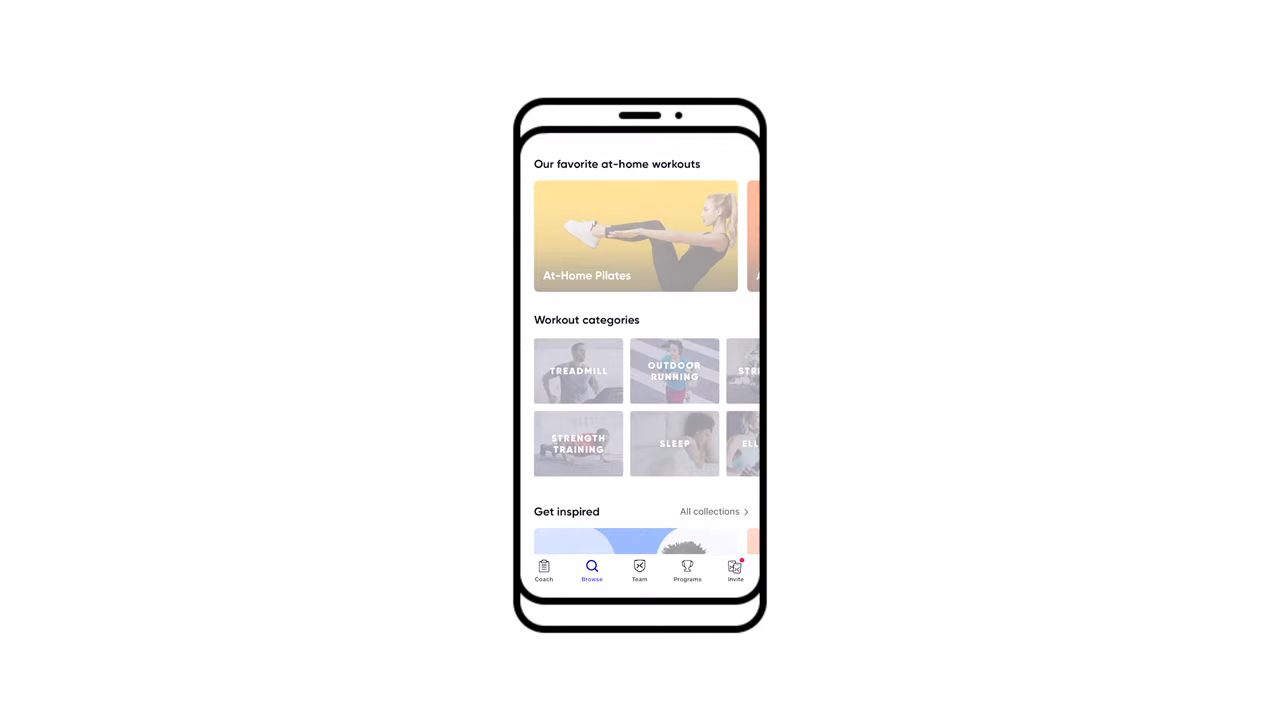 Our favorite at-home workouts
At-Home Pilates
Workout categories
TREADMILL
OUTDOOR
RUNNING
STRENGTH
TRAINING
SLEEP
Get inspired
All collections
Coach
Browse
Team
Programs
Invite